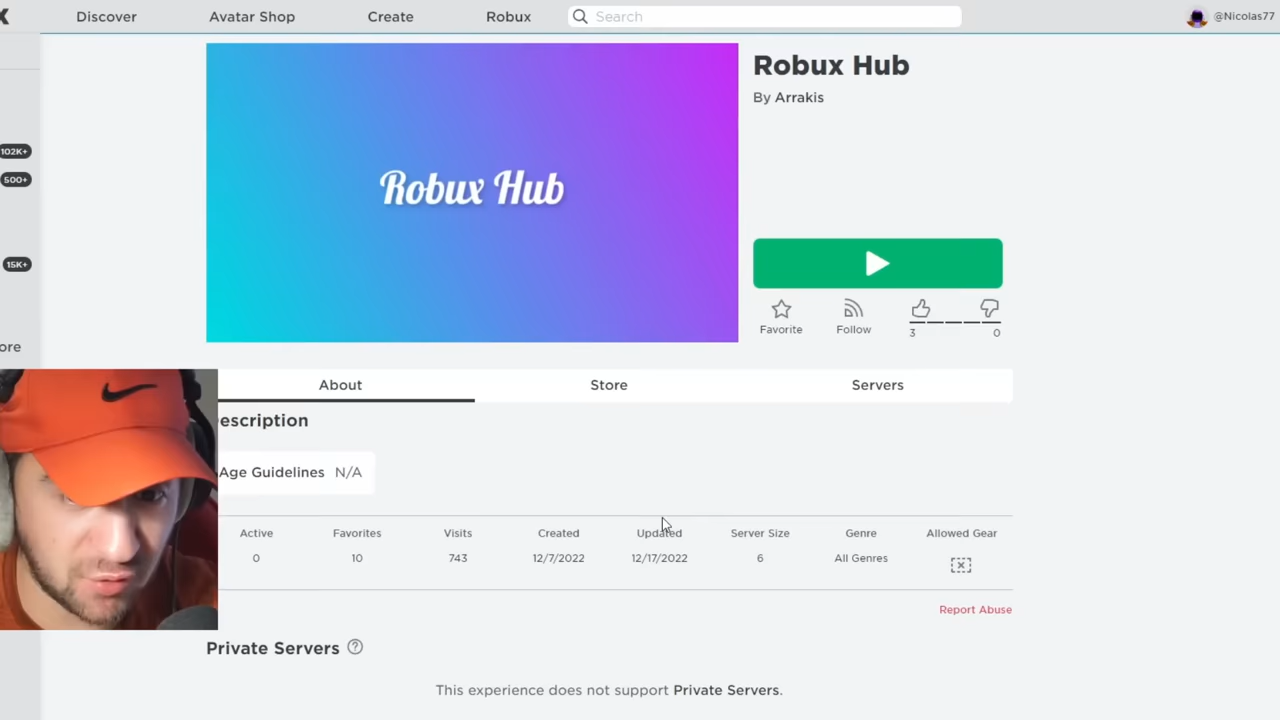 Discover
Avatar Shop
Create
Robux
Search
@Nicolas77
Robux Hub
Robux Hub
By Arrakis
102K+
500+
15K+
Favorite
Follow
3
0
ore
About
Store
Servers
escription
Age Guidelines N/A
Active
Favorites
Visits
Created
Updated
Server Size
Genre
Allowed Gear
0
10
743
12/7/2022
12/17/2022
6
All Genres
Report Abuse
Private Servers
This experience does not support Private Servers.